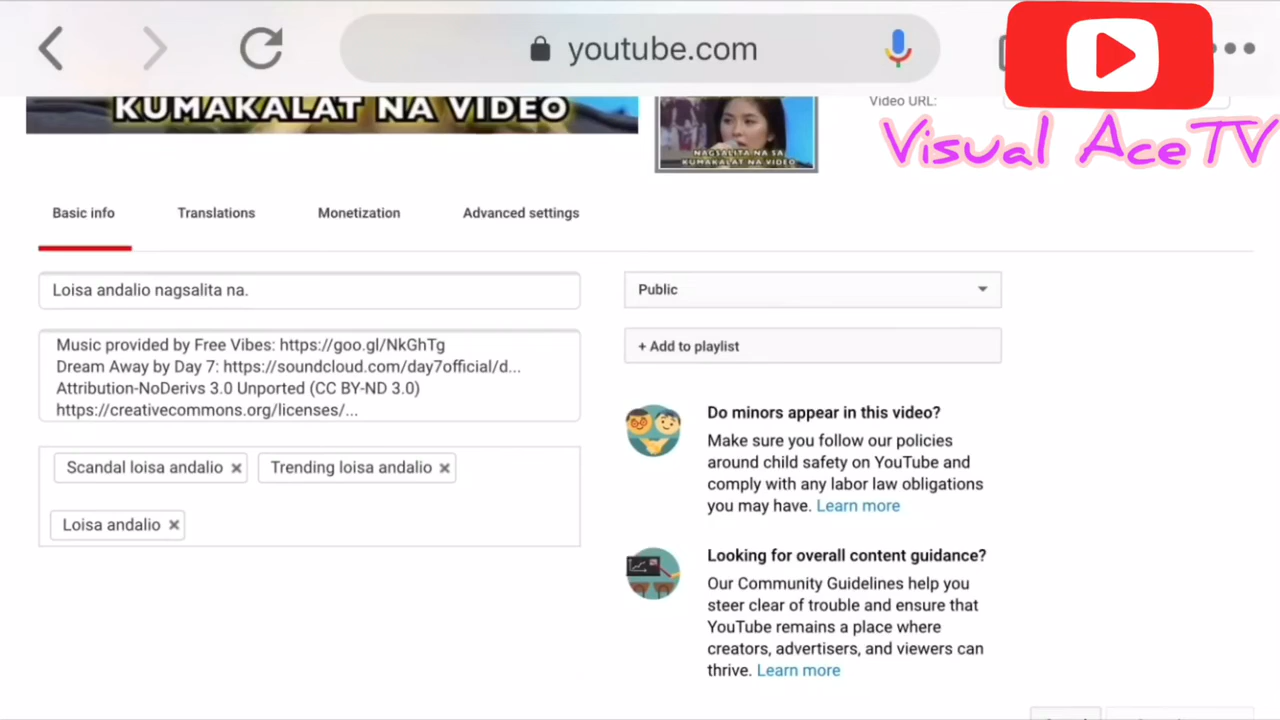 youtube.com
KUMAKALAT NA VIDEO
NAGSALITA NA SA
KUMAKALAT NA VIDEO
Video URL:
Visual AceTV
Basic info
Translations
Monetization
Advanced settings
Loisa andalio nagsalita na.
Music provided by Free Vibes: https://goo.gl/NkGhTg
Dream Away by Day 7: https://soundcloud.com/day7official/d...
Attribution-NoDerivs 3.0 Unported (CC BY-ND 3.0)
https://creativecommons.org/licenses/...
Scandal loisa andalio
Trending loisa andalio
Loisa andalio
Public
+ Add to playlist
Do minors appear in this video?
Make sure you follow our policies
around child safety on YouTube and
comply with any labor law obligations
you may have. Learn more
Looking for overall content guidance?
Our Community Guidelines help you
steer clear of trouble and ensure that
YouTube remains a place where
creators, advertisers, and viewers can
thrive. Learn more